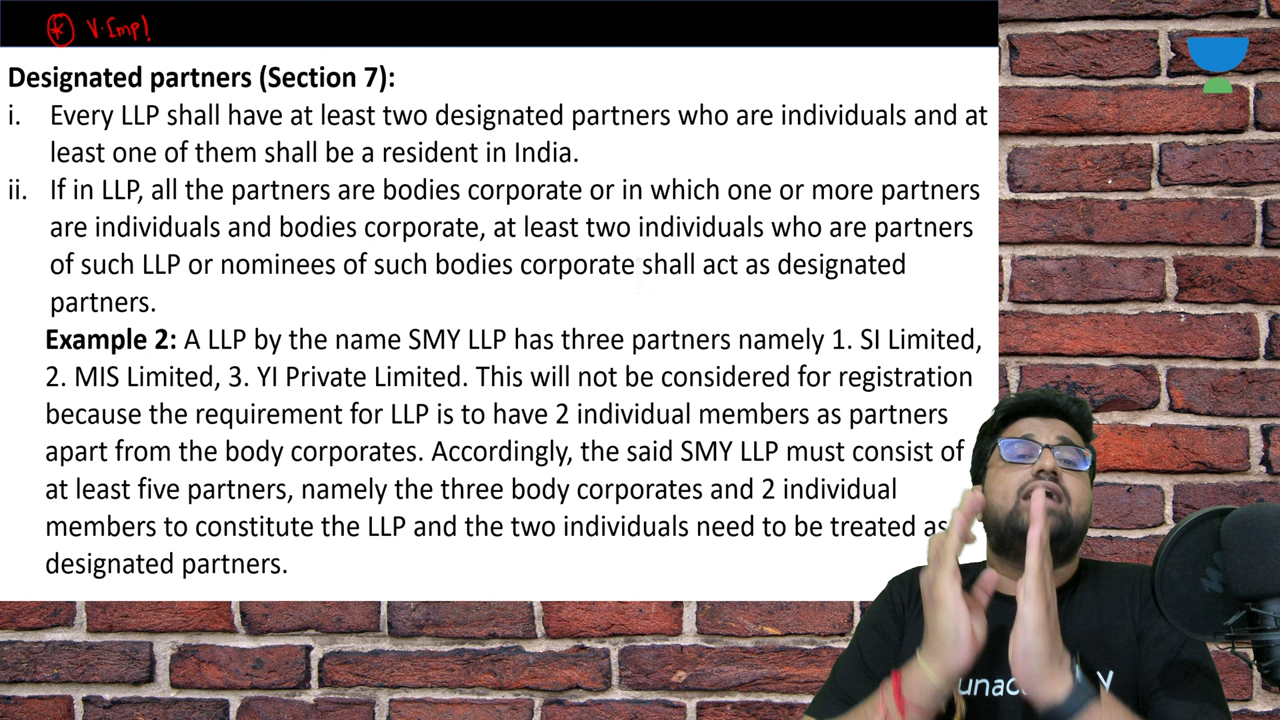 V. Imp!
Designated partners (Section 7):
i. Every LLP shall have at least two designated partners who are individuals and at
least one of them shall be a resident in India.
ii. If in LLP, all the partners are bodies corporate or in which one or more partners
are individuals and bodies corporate, at least two individuals who are partners
of such LLP or nominees of such bodies corporate shall act as designated
partners.
Example 2: A LLP by the name SMY LLP has three partners namely 1. SI Limited,
2. MIS Limited, 3. YI Private Limited. This will not be considered for registration
because the requirement for LLP is to have 2 individual members as partners
apart from the body corporates. Accordingly, the said SMY LLP must consist of
at least five partners, namely the three body corporates and 2 individual
members to constitute the LLP and the two individuals need to be treated as
designated partners.